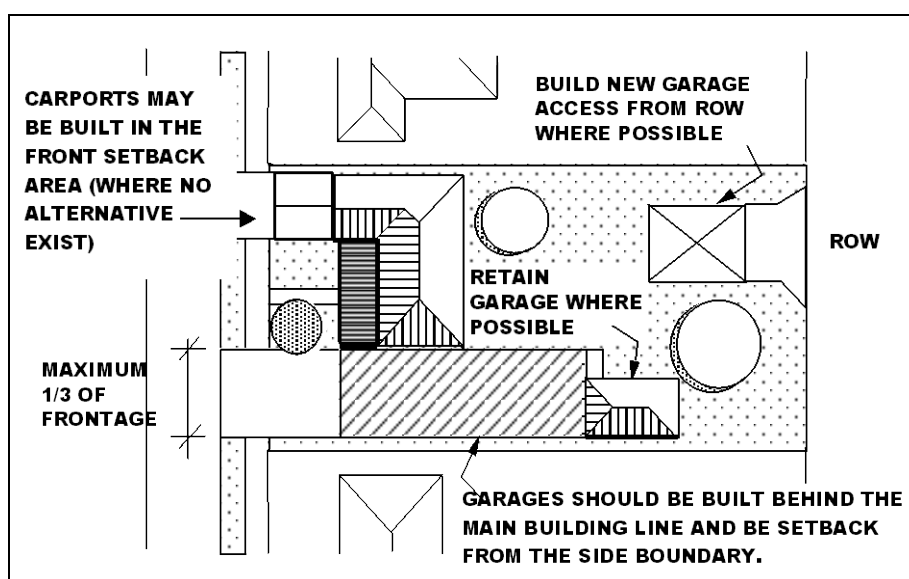 CARPORTS MAY
BE BUILT IN THE
FRONT SETBACK
AREA (WHERE NO
ALTERNATIVE
EXIST)
BUILD NEW GARAGE
ACCESS FROM ROW
WHERE POSSIBLE
ROW
RETAIN
GARAGE WHERE
POSSIBLE
MAXIMUM
1/3 OF
FRONTAGE
GARAGES SHOULD BE BUILT BEHIND THE
MAIN BUILDING LINE AND BE SETBACK
FROM THE SIDE BOUNDARY.